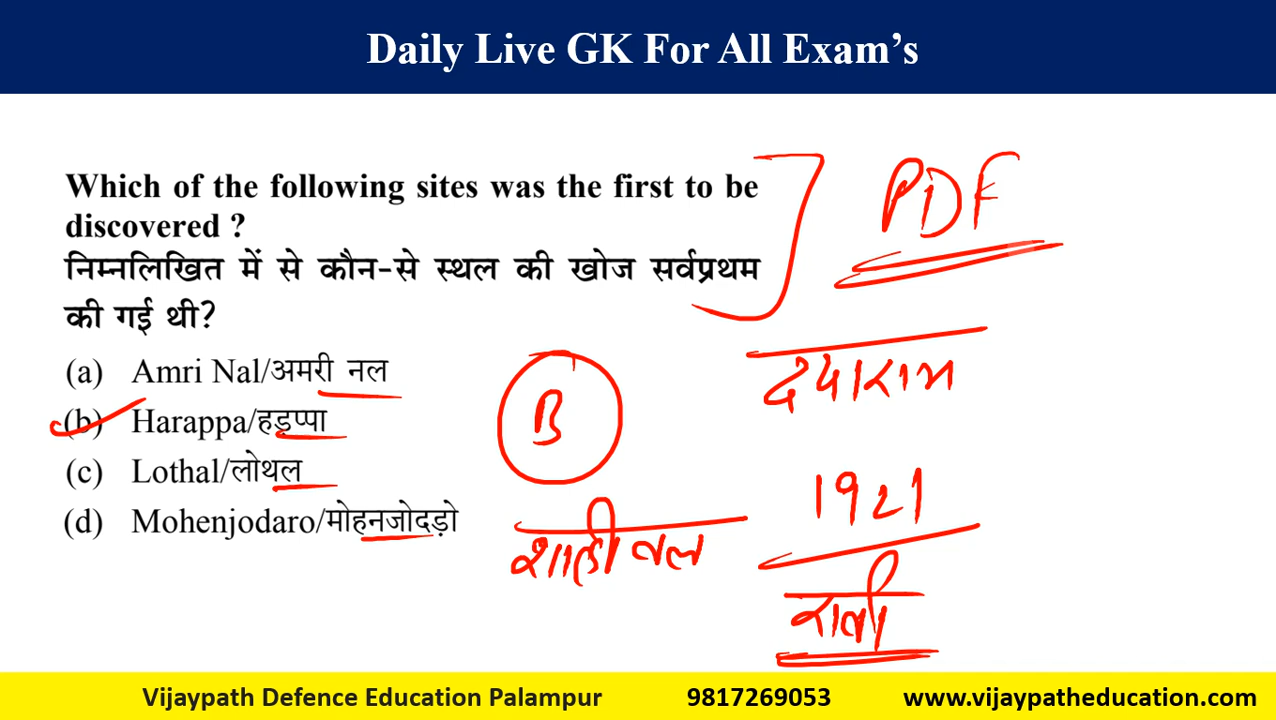 Daily Live GK For All Exam’s
Which of the following sites was the first to be
discovered ?
निम्नलिखित में से कौन-से स्थल की खोज सर्वप्रथम
की गई थी?
(a) Amri Nal/अमरी नल
(b) Harappa/हड़प्पा
(c) Lothal/लोथल
(d) Mohenjodaro/मोहनजोदड़ो
PDF
दयाराम
B
1921
रावी
Vijaypath Defence Education Palampur 9817269053 www.vijaypatheducation.com